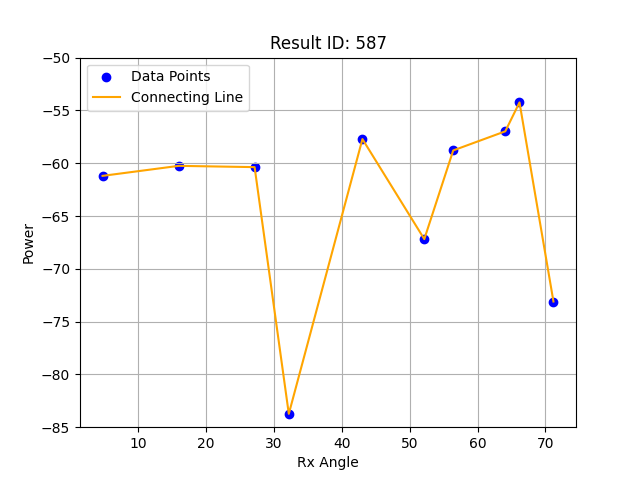 Result ID: 587
Data Points
Connecting Line
−50
−55
−60
−65
−70
−75
−80
−85
Power
10 20 30 40 50 60 70
Rx Angle